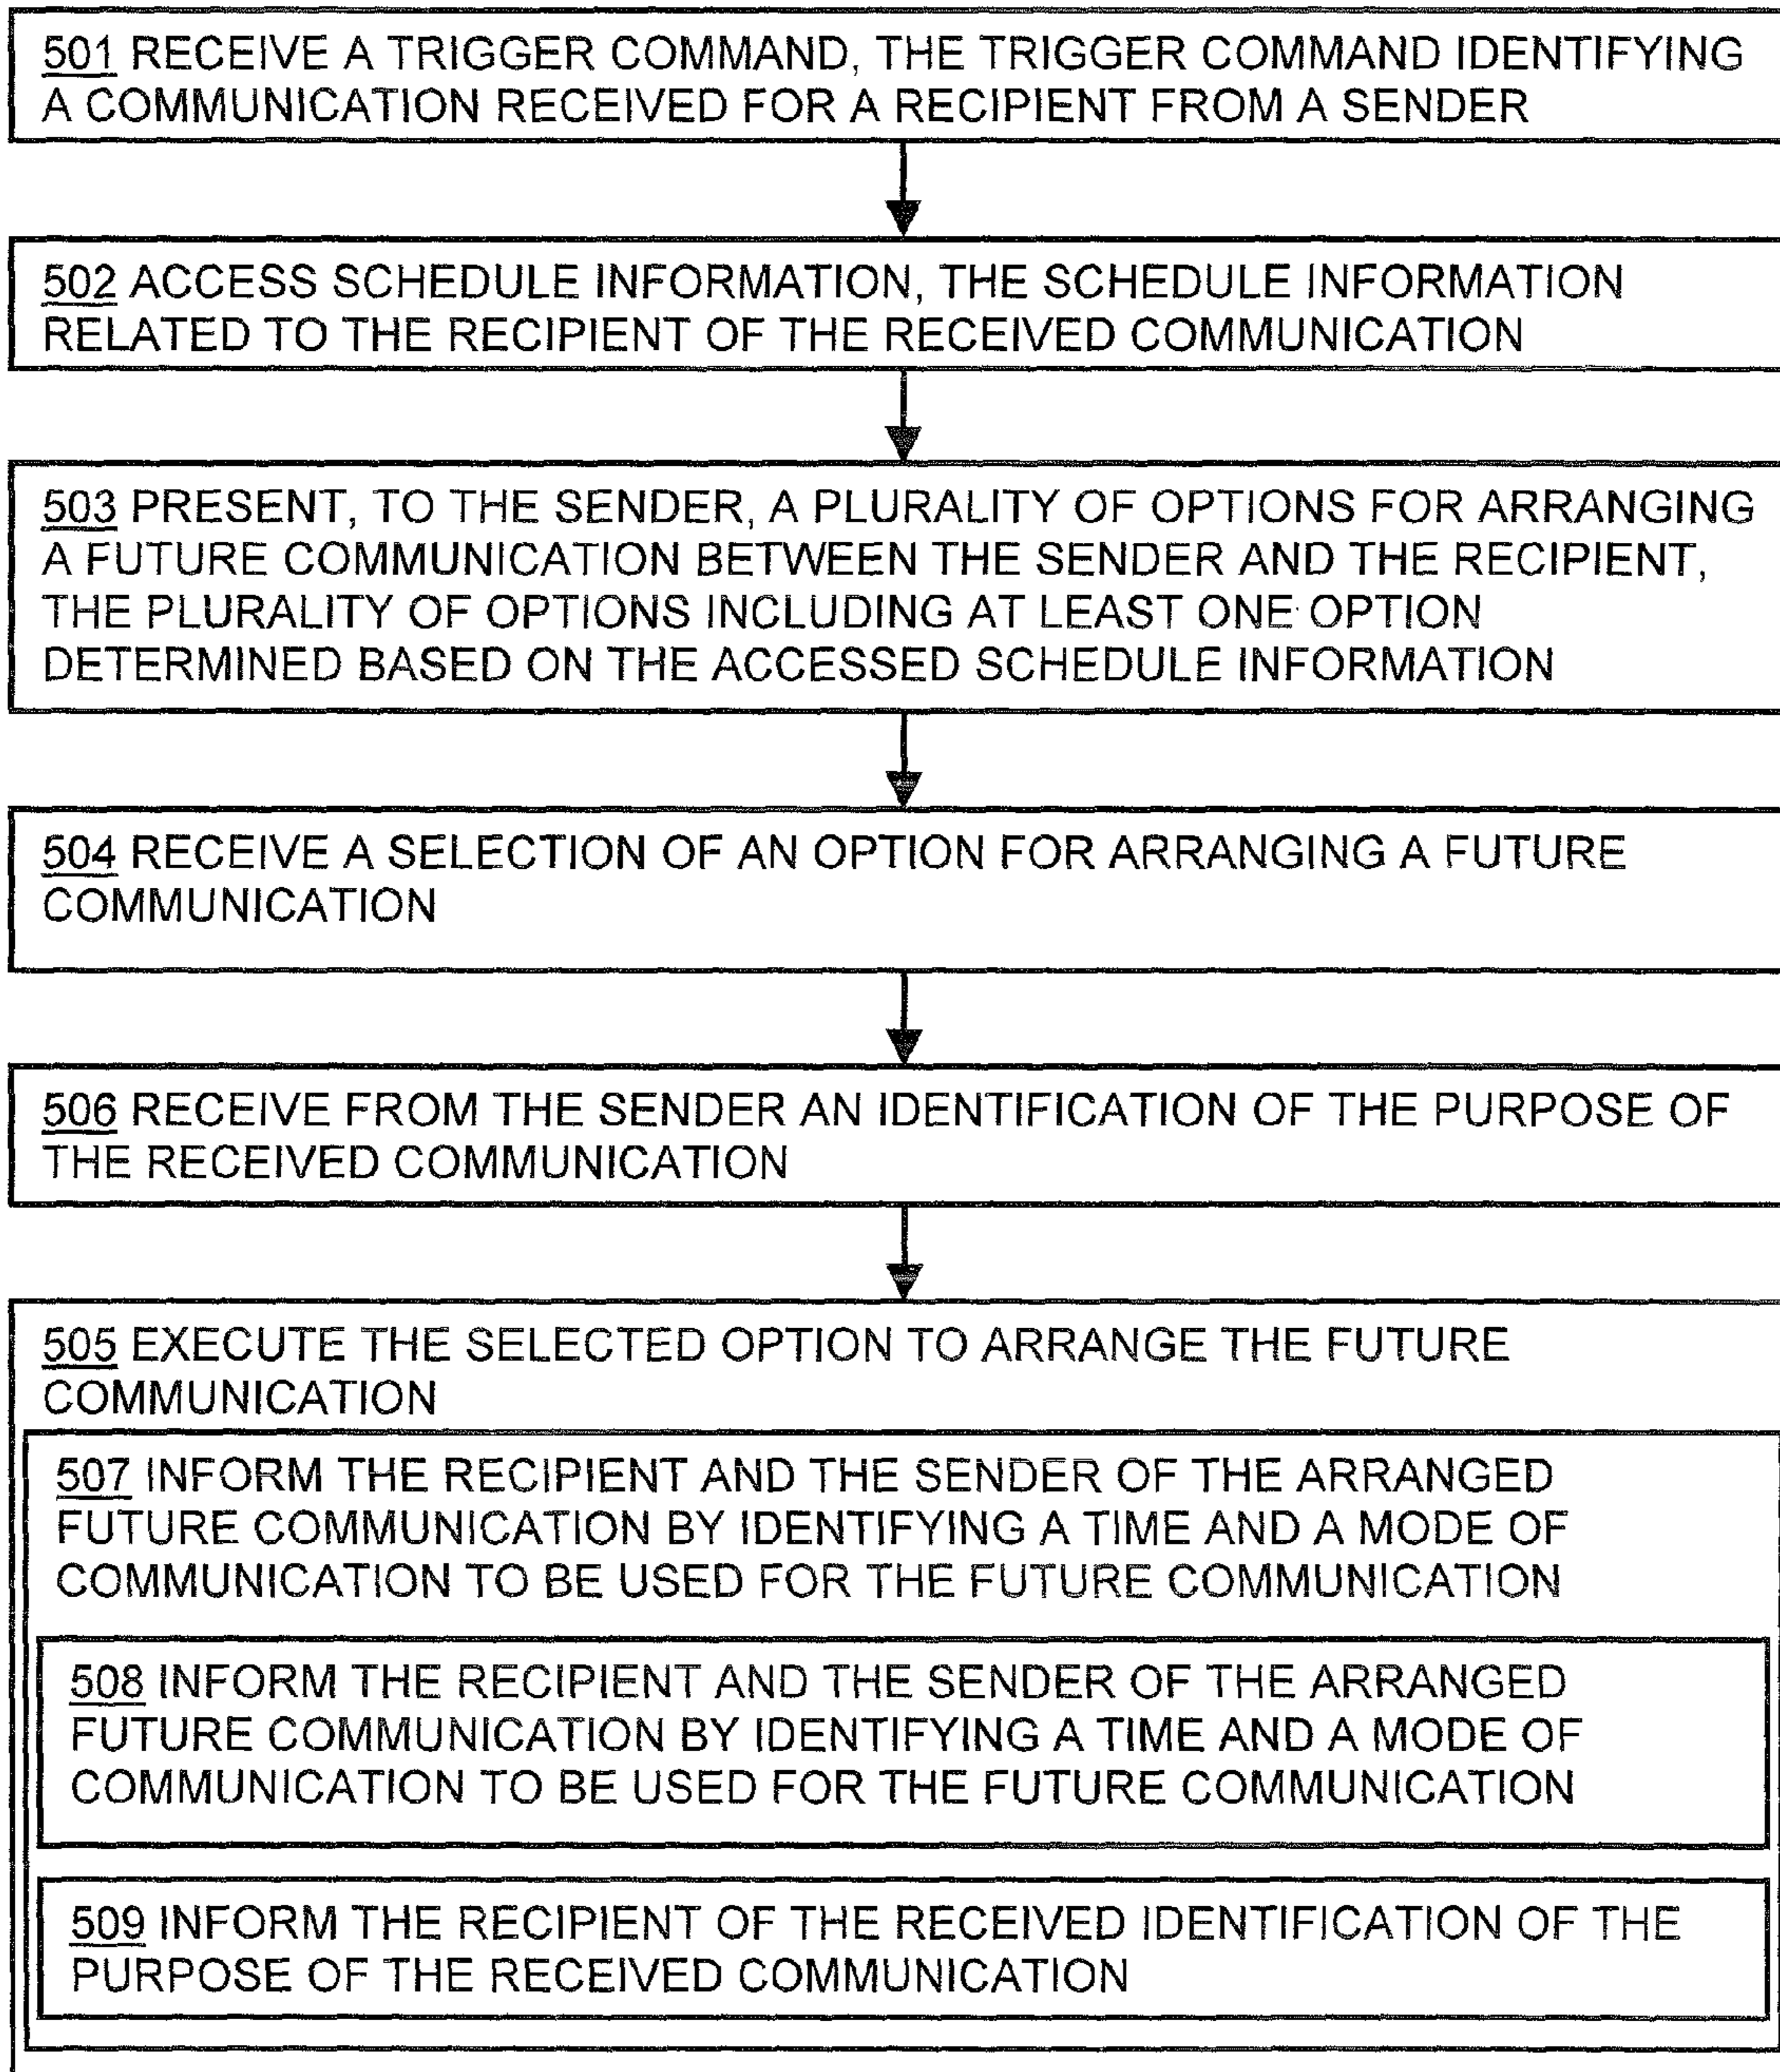 501 RECEIVE A TRIGGER COMMAND, THE TRIGGER COMMAND IDENTIFYING
A COMMUNICATION RECEIVED FOR A RECIPIENT FROM A SENDER
502 ACCESS SCHEDULE INFORMATION, THE SCHEDULE INFORMATION
RELATED TO THE RECIPIENT OF THE RECEIVED COMMUNICATION
503 PRESENT, TO THE SENDER, A PLURALITY OF OPTIONS FOR ARRANGING
A FUTURE COMMUNICATION BETWEEN THE SENDER AND THE RECIPIENT,
THE PLURALITY OF OPTIONS INCLUDING AT LEAST ONE OPTION
DETERMINED BASED ON THE ACCESSED SCHEDULE INFORMATION
504 RECEIVE A SELECTION OF AN OPTION FOR ARRANGING A FUTURE
COMMUNICATION
506 RECEIVE FROM THE SENDER AN IDENTIFICATION OF THE PURPOSE OF
THE RECEIVED COMMUNICATION
505 EXECUTE THE SELECTED OPTION TO ARRANGE THE FUTURE
COMMUNICATION
507 INFORM THE RECIPIENT AND THE SENDER OF THE ARRANGED
FUTURE COMMUNICATION BY IDENTIFYING A TIME AND A MODE OF
COMMUNICATION TO BE USED FOR THE FUTURE COMMUNICATION
508 INFORM THE RECIPIENT AND THE SENDER OF THE ARRANGED
FUTURE COMMUNICATION BY IDENTIFYING A TIME AND A MODE OF
COMMUNICATION TO BE USED FOR THE FUTURE COMMUNICATION
509 INFORM THE RECIPIENT OF THE RECEIVED IDENTIFICATION OF THE
PURPOSE OF THE RECEIVED COMMUNICATION